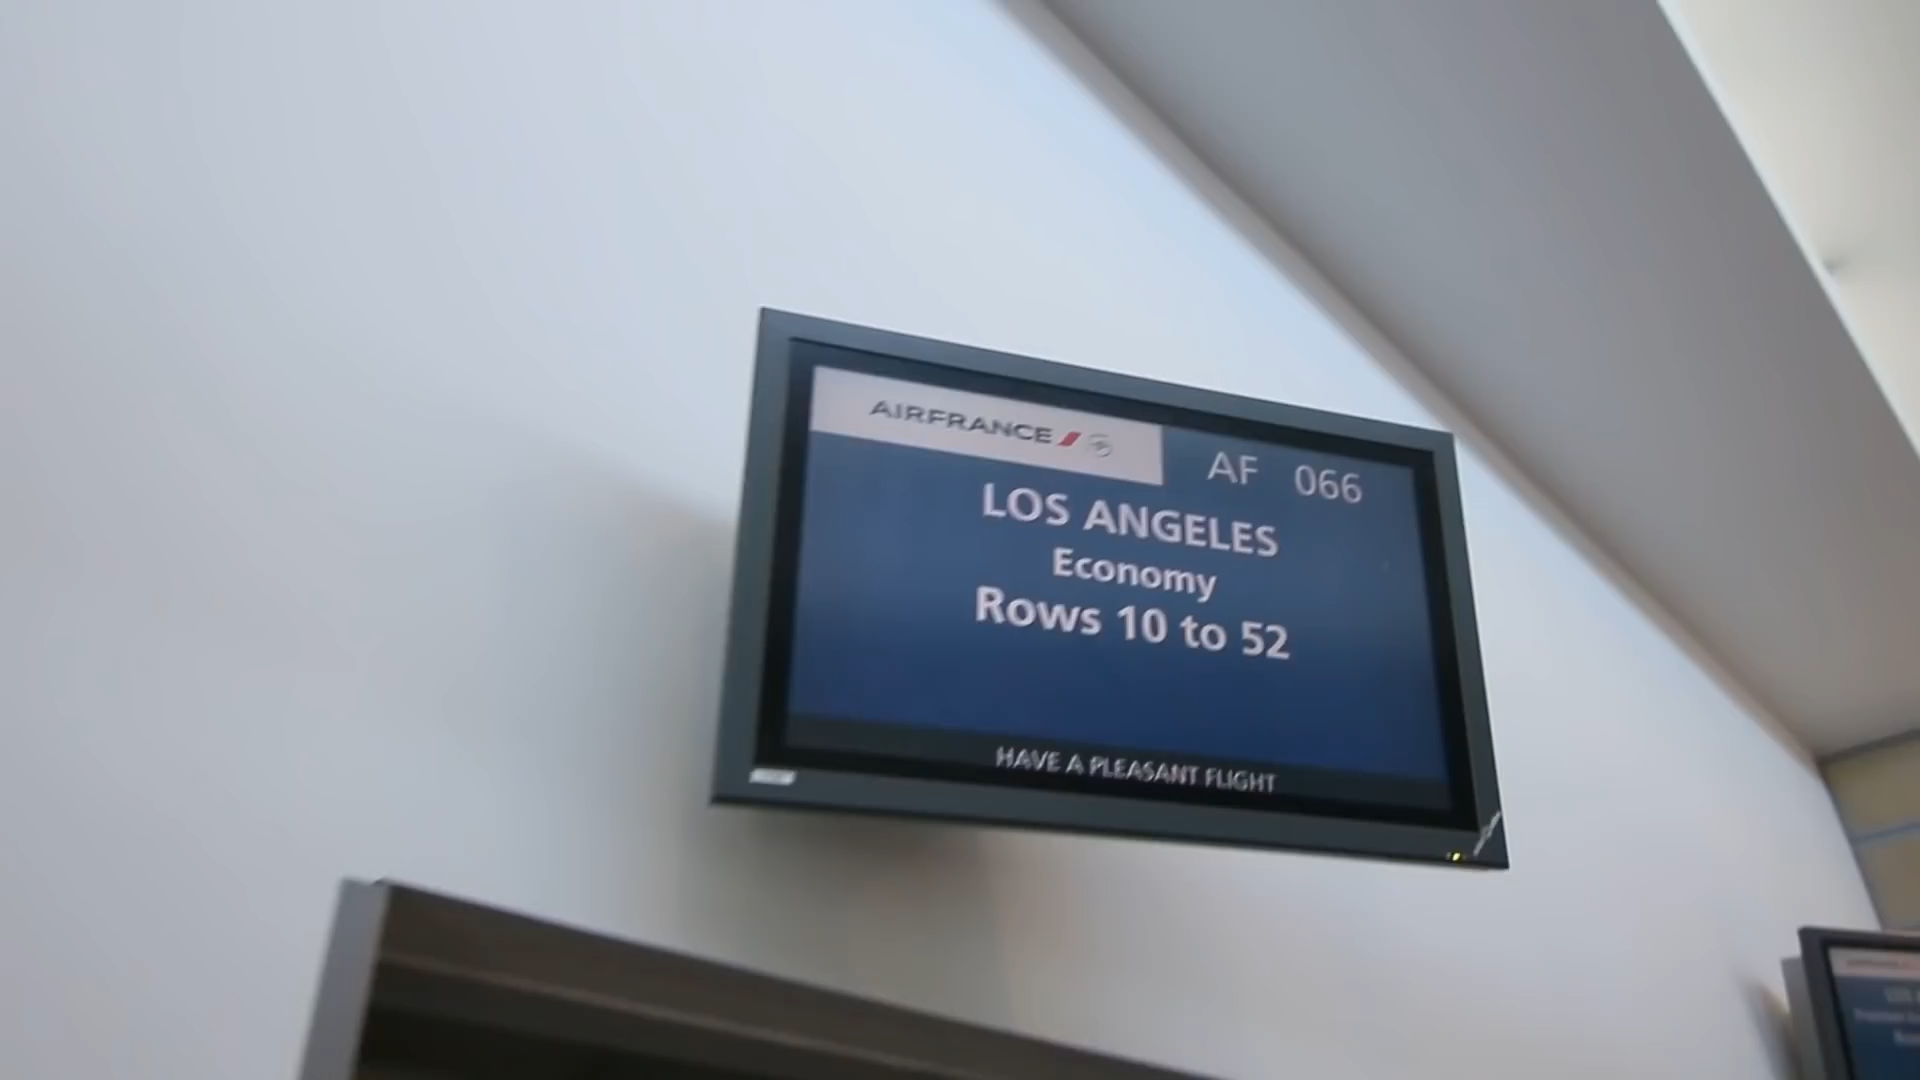 AIRFRANCE
AF 066
LOS ANGELES
Economy
Rows 10 to 52
HAVE A PLEASANT FLIGHT